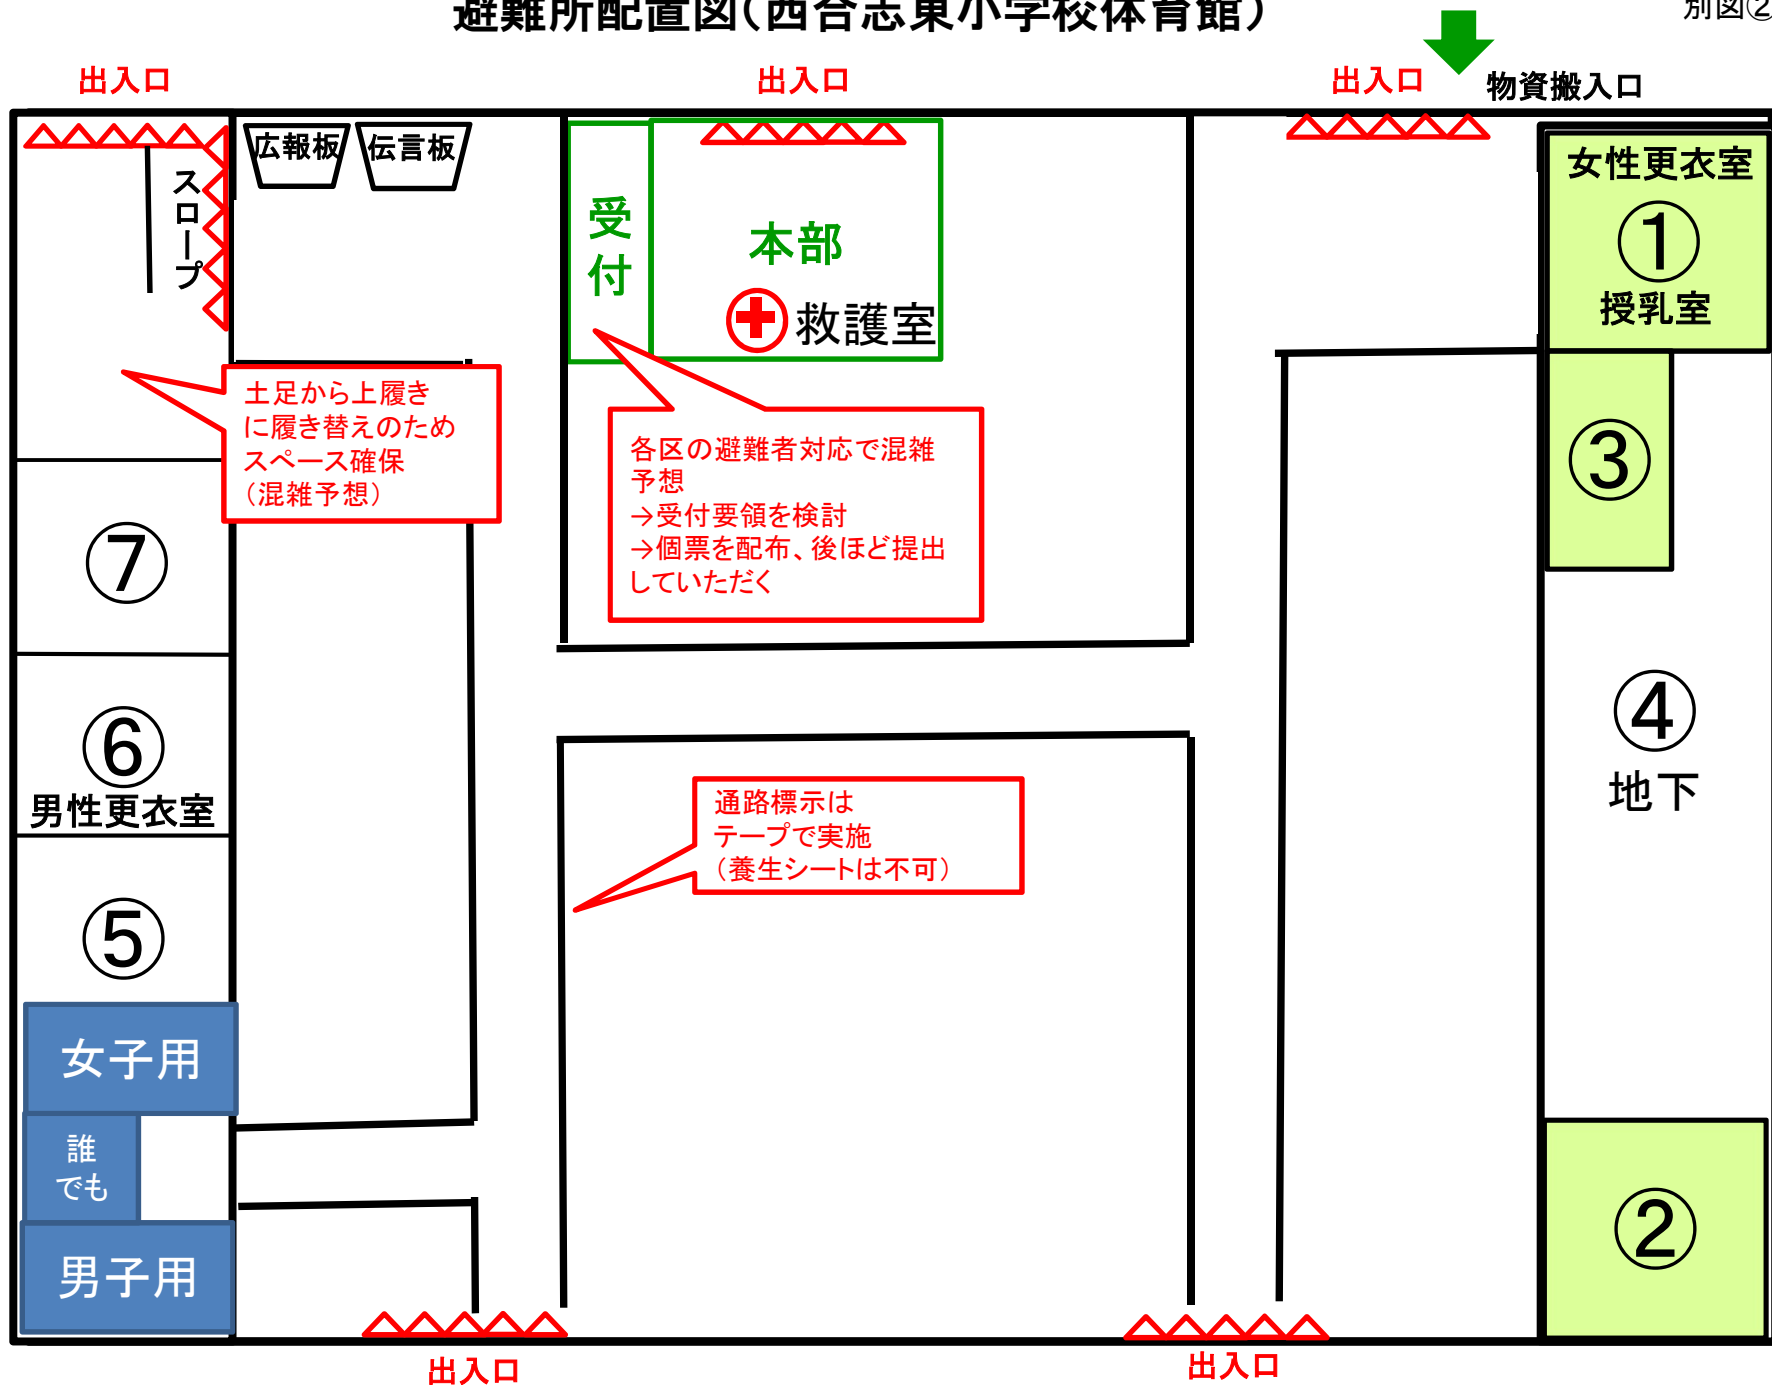 避難所配置図（西合志東小学校体育館）
別図②
出入口
出入口
出入口
物資搬入口
スロープ
広報板
伝言板
受付
本部
救護室
女性更衣室
①
授乳室
土足から上履き
に履き替えのため
スペース確保
（混雑予想）
各区の避難者対応で混雑
予想
→受付要領を検討
→個票を配布、後ほど提出
していただく
③
⑦
④
地下
⑥
男性更衣室
通路標示は
テープで実施
（養生シートは不可）
⑤
女子用
誰
でも
男子用
②
出入口
出入口